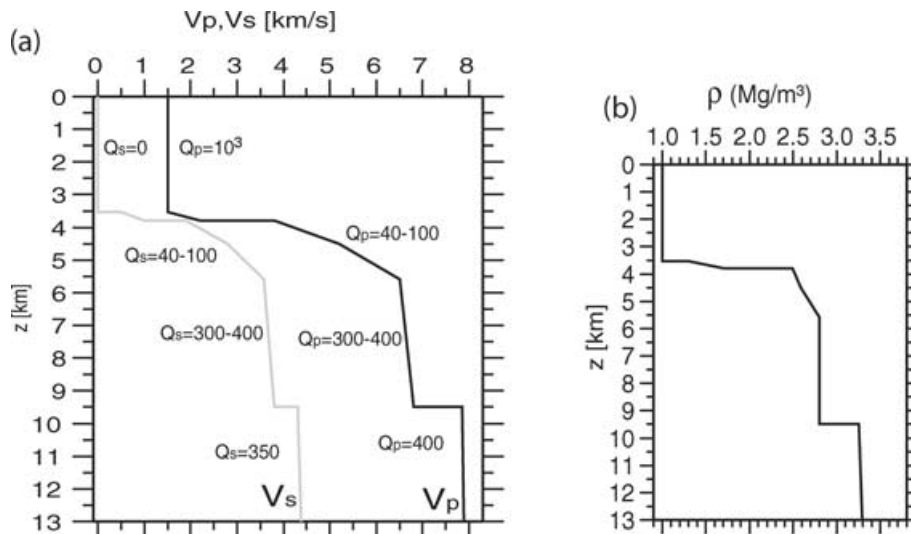 Vp,Vs [km/s]
(a)
0 1 2 3 4 5 6 7 8
0
1
2
3
4
5
6
7
8
9
10
11
12
13
z [km]
Qs=0
Qp=10³
Qp=40-100
Qs=40-100
Qs=300-400
Qp=300-400
Qs=350
Qp=400
Vs
Vp
(b)
ρ (Mg/m³)
1.0 1.5 2.0 2.5 3.0 3.5
0
1
2
3
4
5
6
7
8
9
10
11
12
13
z [km]